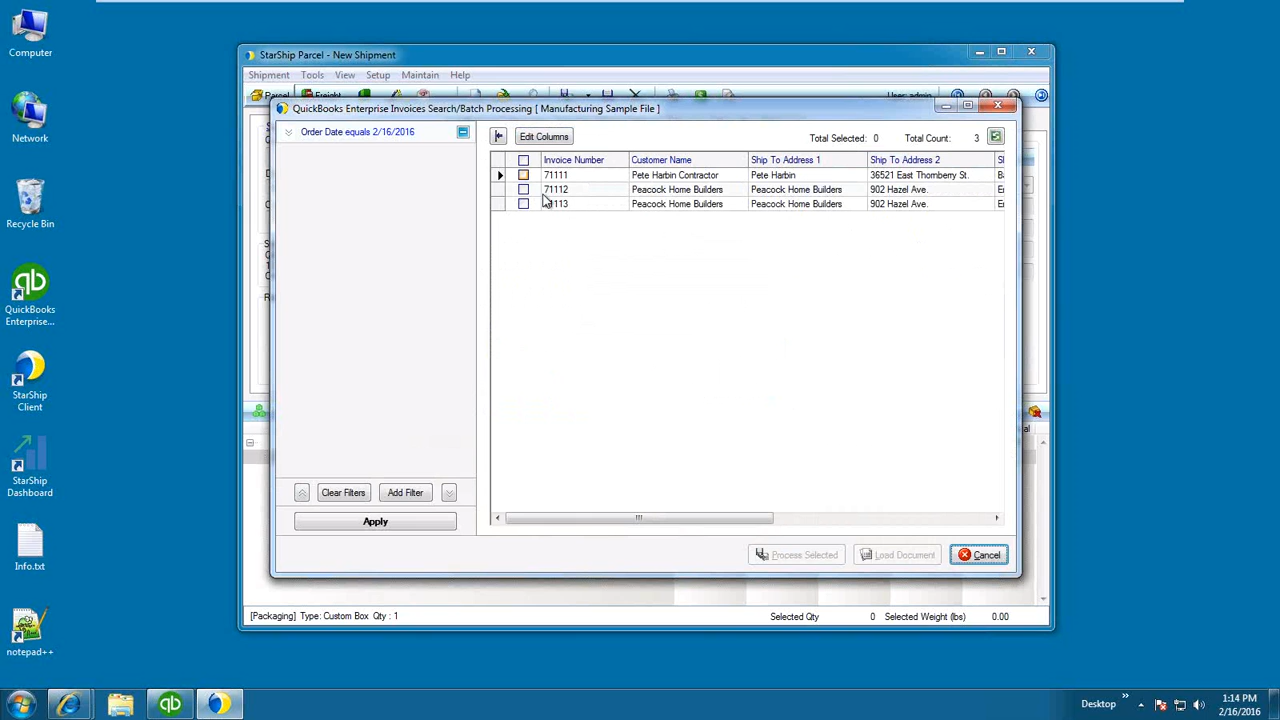 Computer
Network
Recycle Bin
QuickBooks
Enterprise...
StarShip
Client
StarShip
Dashboard
Info.txt
notepad++
StarShip Parcel - New Shipment
Shipment Tools View Setup Maintain Help
QuickBooks Enterprise Invoices Search/Batch Processing [ Manufacturing Sample File ]
Order Date equals 2/16/2016
Edit Columns
Total Selected: 0 Total Count: 3
Invoice Number Customer Name Ship To Address 1 Ship To Address 2
71111 Pete Harbin Contractor Pete Harbin 36521 East Thornberry St.
71112 Peacock Home Builders Peacock Home Builders 902 Hazel Ave.
Peacock Home Builders Peacock Home Builders 902 Hazel Ave.
Clear Filters Add Filter
Apply
Process Selected Load Document Cancel
[Packaging] Type: Custom Box Qty : 1 Selected Qty 0 Selected Weight (lbs) 0.00
Desktop
1:14 PM
2/16/2016